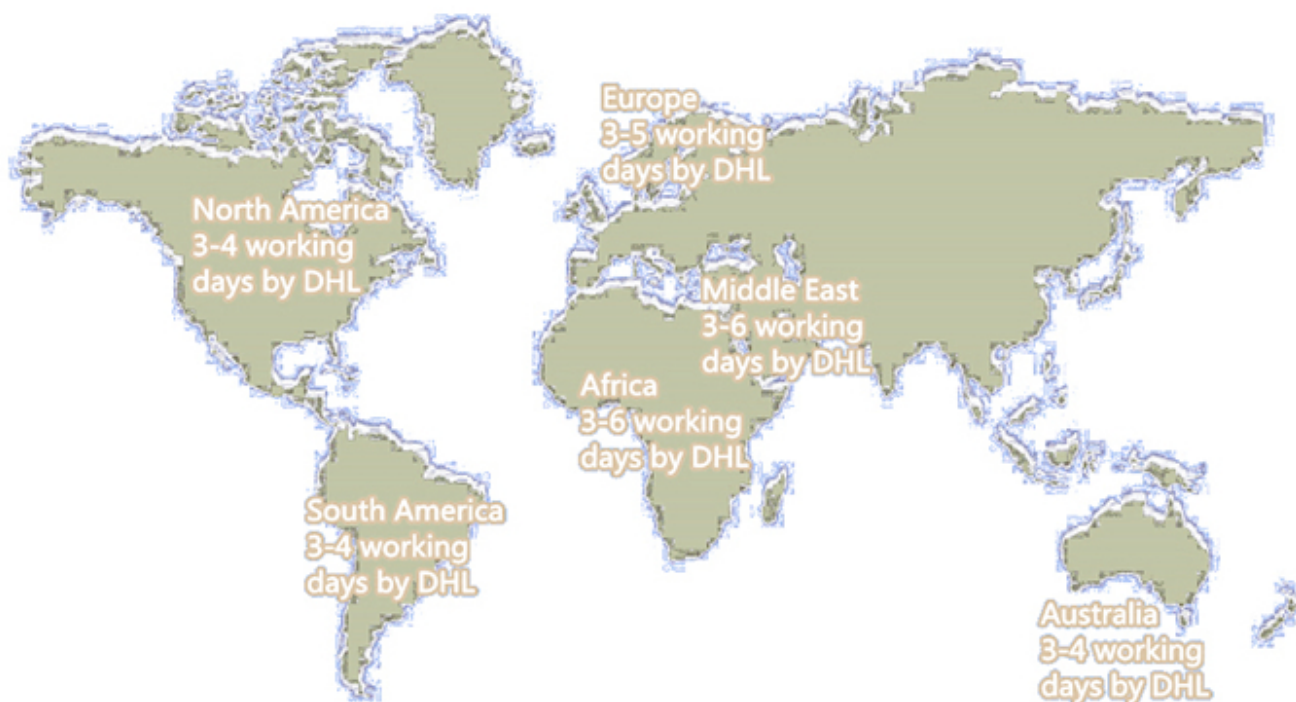 Europe
3-5 working
days by DHL
North America
3-4 working
days by DHL
Middle East
3-6 working
days by DHL
Africa
3-6 working
days by DHL
South America
3-4 working
days by DHL
Australia
3-4 working
days by DHL